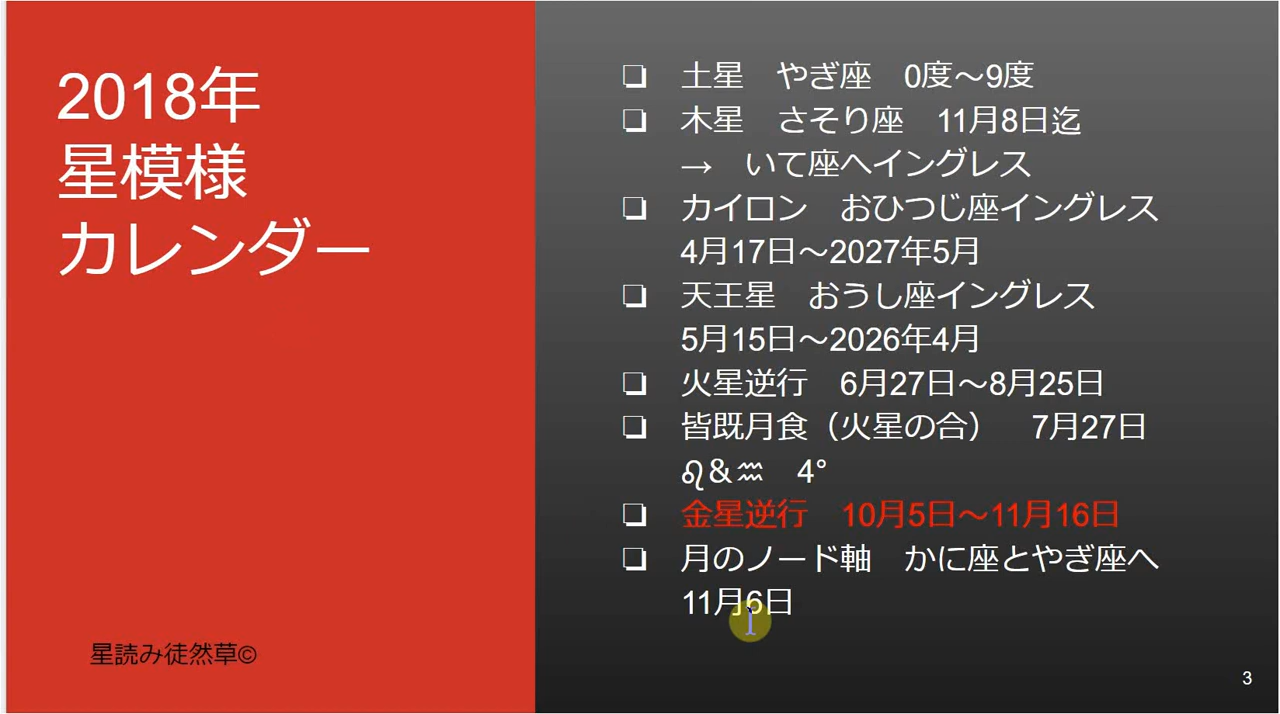 2018年
星模様
カレンダー
星読み徒然草©
❏ 土星　やぎ座　0度～9度
❏ 木星　さそり座　11月8日迄
→　いて座へイングレス
❏ カイロン　おひつじ座イングレス
4月17日～2027年5月
❏ 天王星　おうし座イングレス
5月15日～2026年4月
❏ 火星逆行　6月27日～8月25日
❏ 皆既月食（火星の合）　7月27日
♌&♒　4°
❏ 金星逆行　10月5日～11月16日
❏ 月のノード軸　かに座とやぎ座へ
11月6日
3